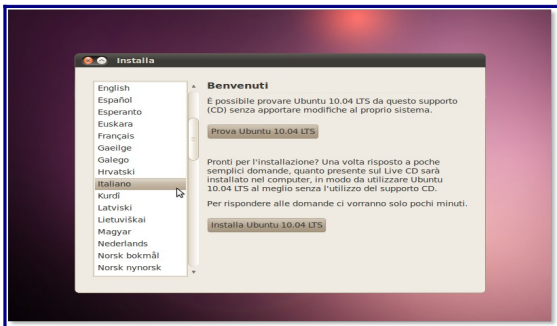 Installa
English
Español
Esperanto
Euskara
Français
Gaeilge
Galego
Hrvatski
Italiano
Kurdî
Latviski
Lietuviškai
Magyar
Nederlands
Norsk bokmål
Norsk nynorsk
Benvenuti
È possibile provare Ubuntu 10.04 LTS da questo supporto
(CD) senza apportare modifiche al proprio sistema.
Prova Ubuntu 10.04 LTS
Pronti per l'installazione? Una volta risposto a poche
semplici domande, quanto presente sul Live CD sarà
installato nel computer, in modo da utilizzare Ubuntu
10.04 LTS al meglio senza l'utilizzo del supporto CD.
Per rispondere alle domande ci vorranno solo pochi minuti.
Installa Ubuntu 10.04 LTS